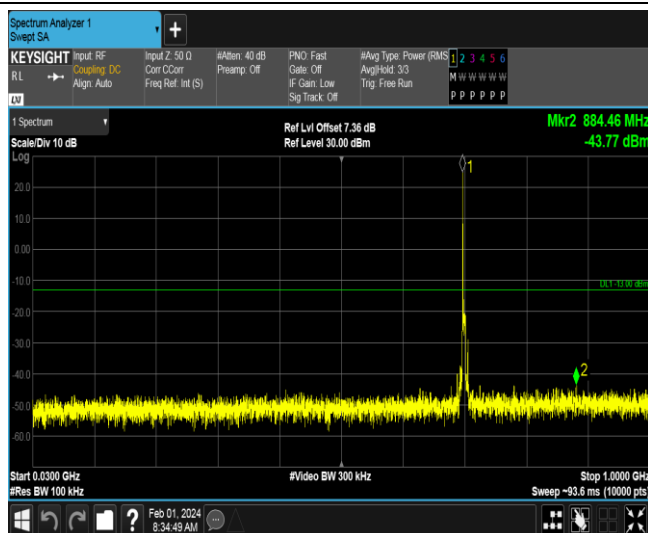 Spectrum Analyzer 1
Swept SA
KEYSIGHT
RL
LXI
Input: RF
Coupling: DC
Align: Auto
Input Z: 50 Ω
Corr CCorr
Freq Ref: Int (S)
#Atten: 40 dB
Preamp: Off
PNO: Fast
Gate: Off
IF Gain: Low
Sig Track: Off
#Avg Type: Power (RMS
Avg|Hold: 3/3
Trig: Free Run
1 2 3 4 5 6
M W W W W W
P P P P P P
1 Spectrum
Scale/Div 10 dB
Ref Lvl Offset 7.36 dB
Ref Level 30.00 dBm
Mkr2 884.46 MHz
-43.77 dBm
Log
1
20.0
10.0
0.00
-10.0
DL1 -13.00 dBm
-20.0
-30.0
-40.0
2
-50.0
-60.0
Start 0.0300 GHz
#Video BW 300 kHz
Stop 1.0000 GHz
#Res BW 100 kHz
Sweep ~93.6 ms (10000 pts)
?
Feb 01, 2024
8:34:49 AM